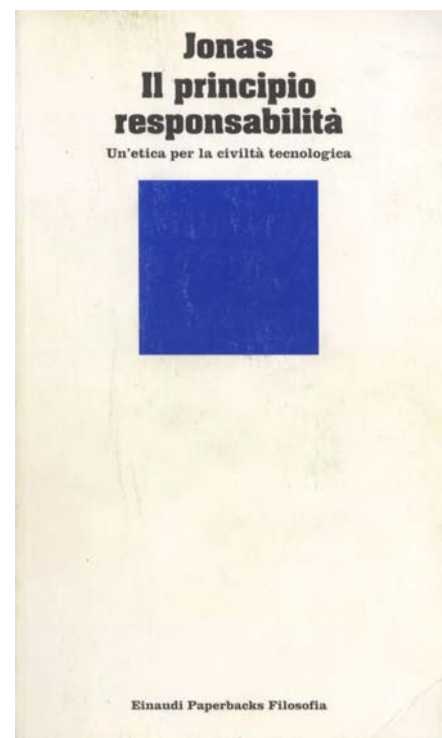 Jonas
Il principio
responsabilità
Un'etica per la civiltà tecnologica
Einaudi Paperbacks Filosofia